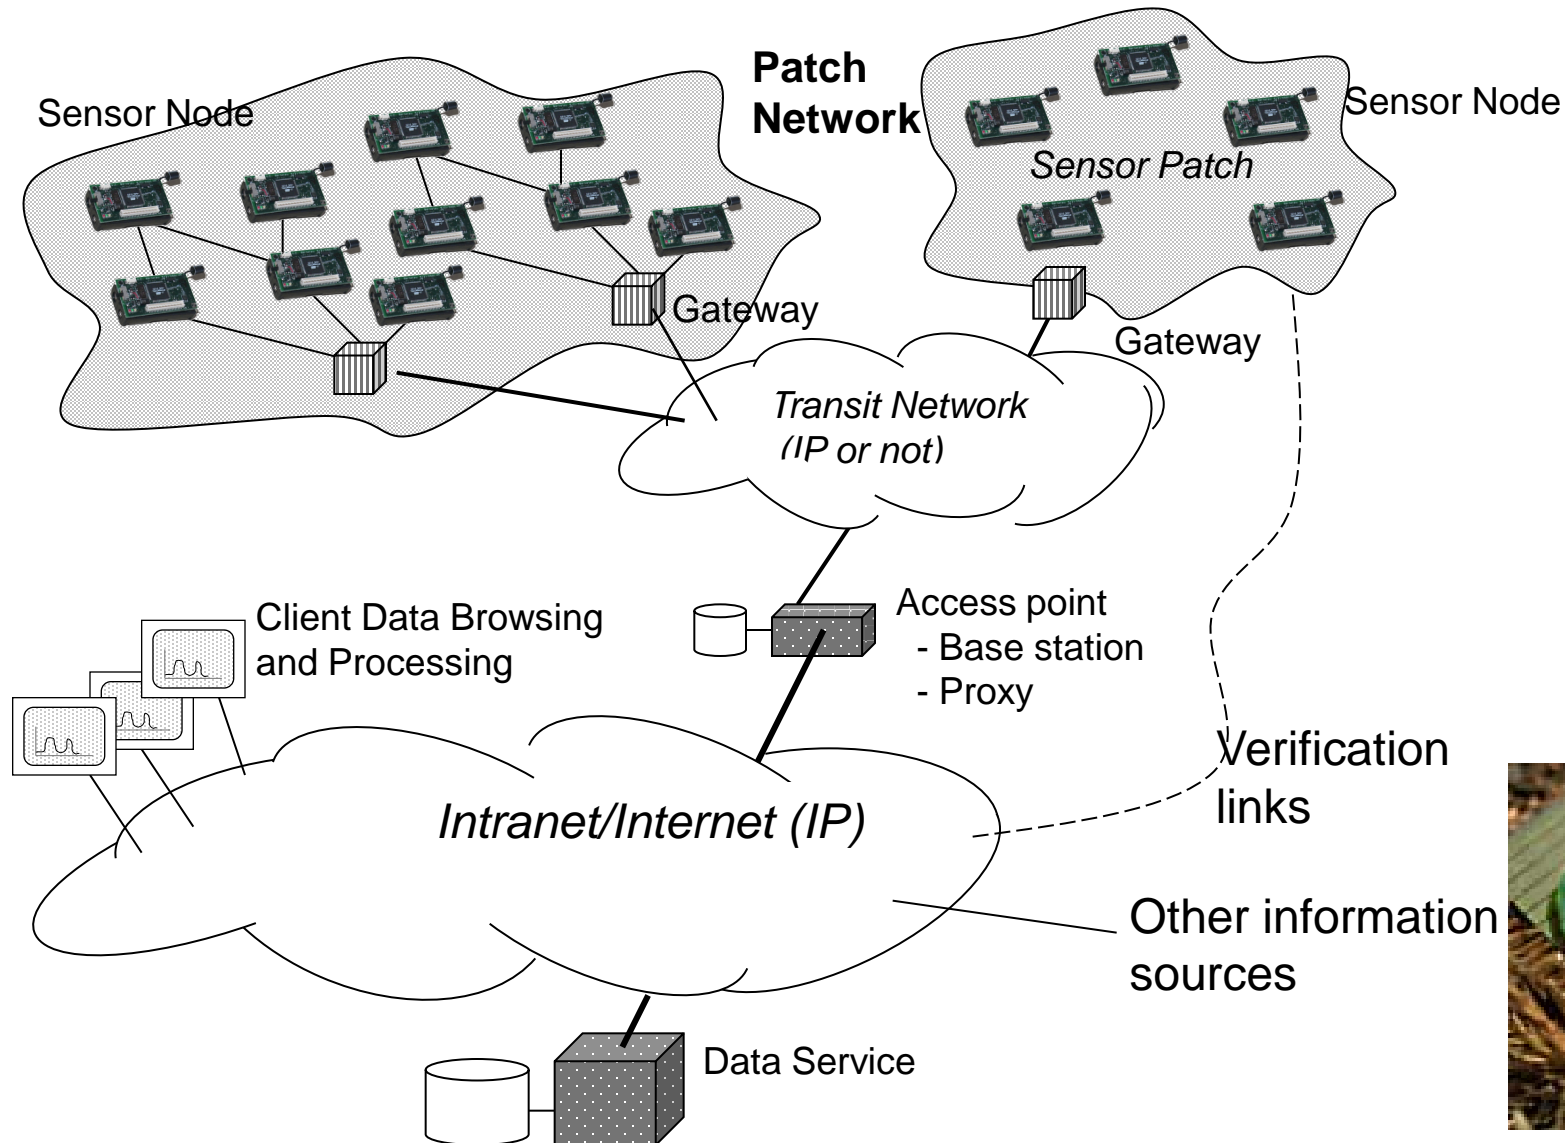 Patch
Network
Sensor Node
Sensor Node
Sensor Patch
Gateway
Gateway
Transit Network
(IP or not)
Access point
- Base station
- Proxy
Client Data Browsing
and Processing
Verification
links
Intranet/Internet (IP)
Other information
sources
Data Service